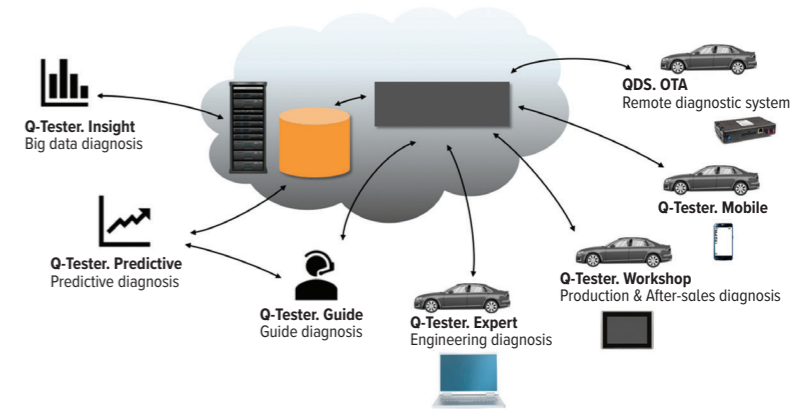 QDS. OTA
Remote diagnostic system
Q-Tester. Insight
Big data diagnosis
Q-Tester. Mobile
Q-Tester. Predictive
Predictive diagnosis
Q-Tester. Workshop
Production & After-sales diagnosis
Q-Tester. Guide
Guide diagnosis
Q-Tester. Expert
Engineering diagnosis